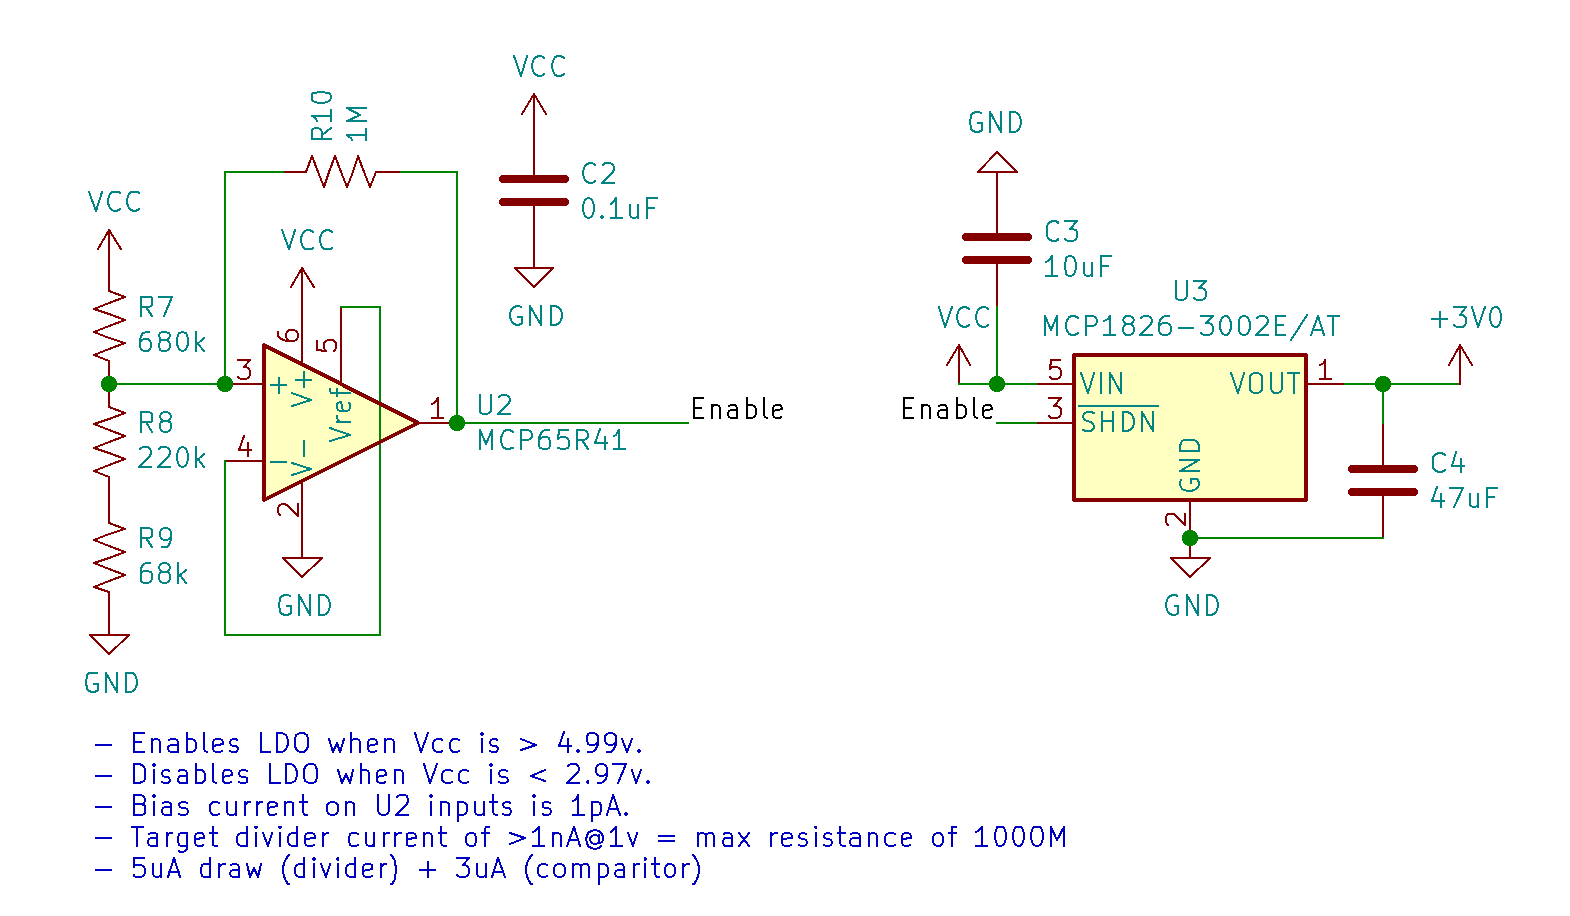 VCC
R10
1M
C2
0.1uF
GND
VCC
R7
680k
R8
220k
R9
68k
GND
VCC
6
5
3
+
V+
Vref
4
-
V-
2
1
U2
MCP65R41
GND
Enable
GND
C3
10uF
VCC
U3
MCP1826-3002E/AT
+3V0
Enable
5
VIN
VOUT
1
3
SHDN
GND
2
GND
C4
47uF
- Enables LDO when Vcc is > 4.99v.
- Disables LDO when Vcc is < 2.97v.
- Bias current on U2 inputs is 1pA.
- Target divider current of >1nA@1v = max resistance of 1000M
- 5uA draw (divider) + 3uA (comparitor)